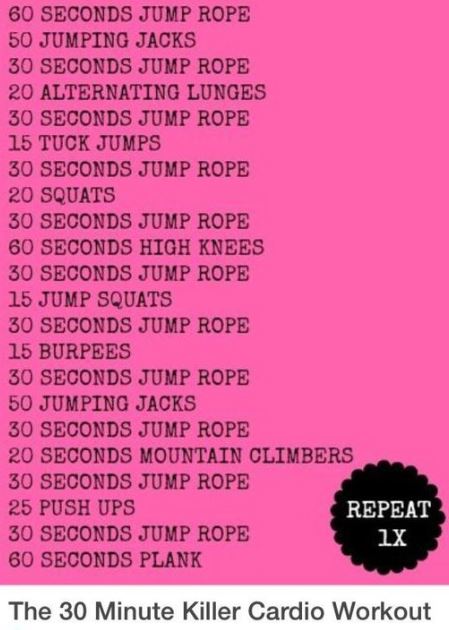 60 SECONDS JUMP ROPE
50 JUMPING JACKS
30 SECONDS JUMP ROPE
20 ALTERNATING LUNGES
30 SECONDS JUMP ROPE
15 TUCK JUMPS
30 SECONDS JUMP ROPE
20 SQUATS
30 SECONDS JUMP ROPE
60 SECONDS HIGH KNEES
30 SECONDS JUMP ROPE
15 JUMP SQUATS
30 SECONDS JUMP ROPE
15 BURPEES
30 SECONDS JUMP ROPE
50 JUMPING JACKS
30 SECONDS JUMP ROPE
20 SECONDS MOUNTAIN CLIMBERS
30 SECONDS JUMP ROPE
25 PUSH UPS
30 SECONDS JUMP ROPE
60 SECONDS PLANK
REPEAT
1X
The 30 Minute Killer Cardio Workout